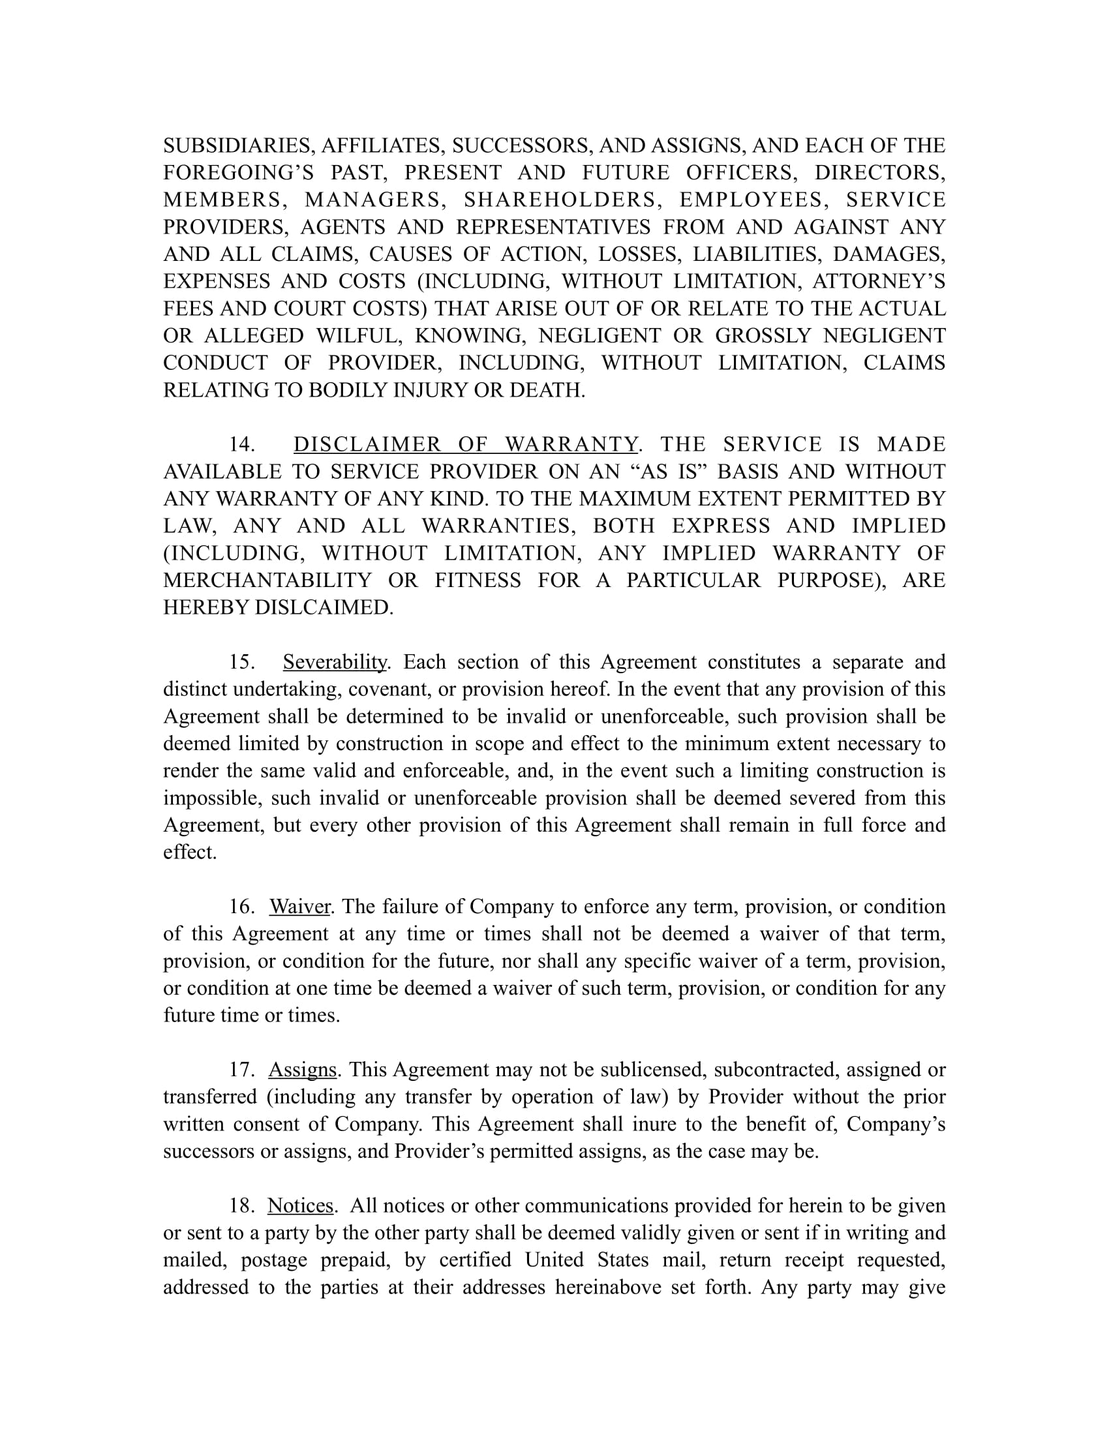 SUBSIDIARIES, AFFILIATES, SUCCESSORS, AND ASSIGNS, AND EACH OF THE
FOREGOING’S PAST, PRESENT AND FUTURE OFFICERS, DIRECTORS,
MEMBERS, MANAGERS, SHAREHOLDERS, EMPLOYEES, SERVICE
PROVIDERS, AGENTS AND REPRESENTATIVES FROM AND AGAINST ANY
AND ALL CLAIMS, CAUSES OF ACTION, LOSSES, LIABILITIES, DAMAGES,
EXPENSES AND COSTS (INCLUDING, WITHOUT LIMITATION, ATTORNEY’S
FEES AND COURT COSTS) THAT ARISE OUT OF OR RELATE TO THE ACTUAL
OR ALLEGED WILFUL, KNOWING, NEGLIGENT OR GROSSLY NEGLIGENT
CONDUCT OF PROVIDER, INCLUDING, WITHOUT LIMITATION, CLAIMS
RELATING TO BODILY INJURY OR DEATH.
14. DISCLAIMER OF WARRANTY. THE SERVICE IS MADE
AVAILABLE TO SERVICE PROVIDER ON AN “AS IS” BASIS AND WITHOUT
ANY WARRANTY OF ANY KIND. TO THE MAXIMUM EXTENT PERMITTED BY
LAW, ANY AND ALL WARRANTIES, BOTH EXPRESS AND IMPLIED
(INCLUDING, WITHOUT LIMITATION, ANY IMPLIED WARRANTY OF
MERCHANTABILITY OR FITNESS FOR A PARTICULAR PURPOSE), ARE
HEREBY DISLCAIMED.
15. Severability. Each section of this Agreement constitutes a separate and
distinct undertaking, covenant, or provision hereof. In the event that any provision of this
Agreement shall be determined to be invalid or unenforceable, such provision shall be
deemed limited by construction in scope and effect to the minimum extent necessary to
render the same valid and enforceable, and, in the event such a limiting construction is
impossible, such invalid or unenforceable provision shall be deemed severed from this
Agreement, but every other provision of this Agreement shall remain in full force and
effect.
16. Waiver. The failure of Company to enforce any term, provision, or condition
of this Agreement at any time or times shall not be deemed a waiver of that term,
provision, or condition for the future, nor shall any specific waiver of a term, provision,
or condition at one time be deemed a waiver of such term, provision, or condition for any
future time or times.
17. Assigns. This Agreement may not be sublicensed, subcontracted, assigned or
transferred (including any transfer by operation of law) by Provider without the prior
written consent of Company. This Agreement shall inure to the benefit of, Company’s
successors or assigns, and Provider’s permitted assigns, as the case may be.
18. Notices. All notices or other communications provided for herein to be given
or sent to a party by the other party shall be deemed validly given or sent if in writing and
mailed, postage prepaid, by certified United States mail, return receipt requested,
addressed to the parties at their addresses hereinabove set forth. Any party may give